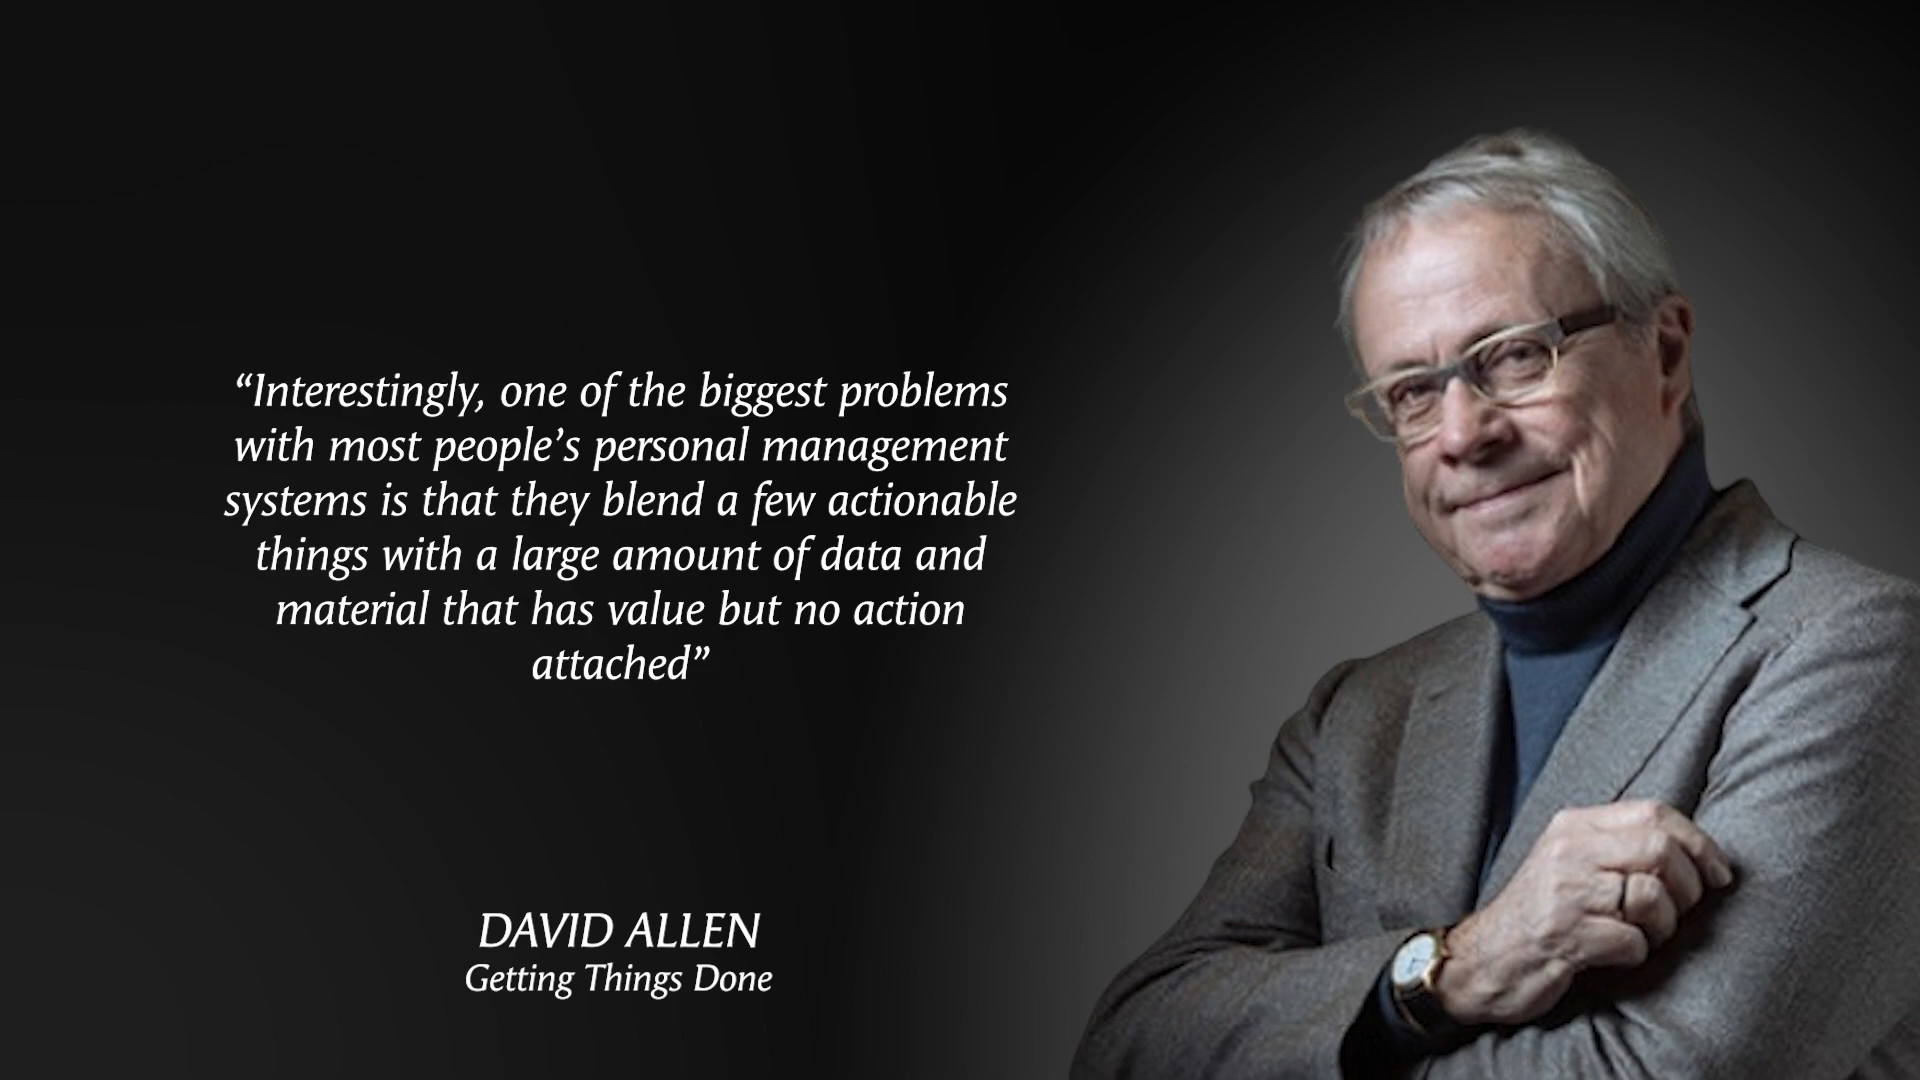 “Interestingly, one of the biggest problems
with most people’s personal management
systems is that they blend a few actionable
things with a large amount of data and
material that has value but no action
attached”
DAVID ALLEN
Getting Things Done